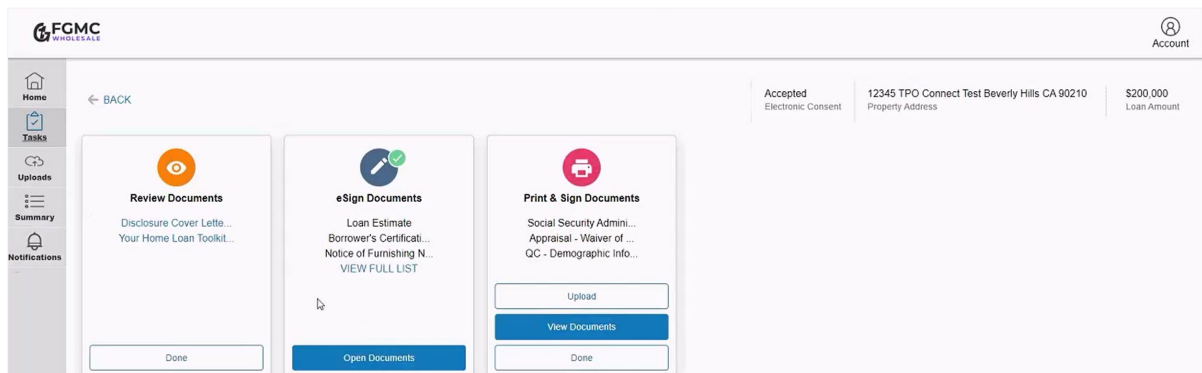 FGMC
WHOLESALE
Account
Home
Tasks
Uploads
Summary
Notifications
← BACK
Accepted
Electronic Consent
12345 TPO Connect Test Beverly Hills CA 90210
Property Address
$200,000
Loan Amount
Review Documents
Disclosure Cover Lette...
Your Home Loan Toolkit...
Done
eSign Documents
Loan Estimate
Borrower's Certificati...
Notice of Furnishing N...
VIEW FULL LIST
Open Documents
Print & Sign Documents
Social Security Admini...
Appraisal - Waiver of ...
QC - Demographic Info...
Upload
View Documents
Done